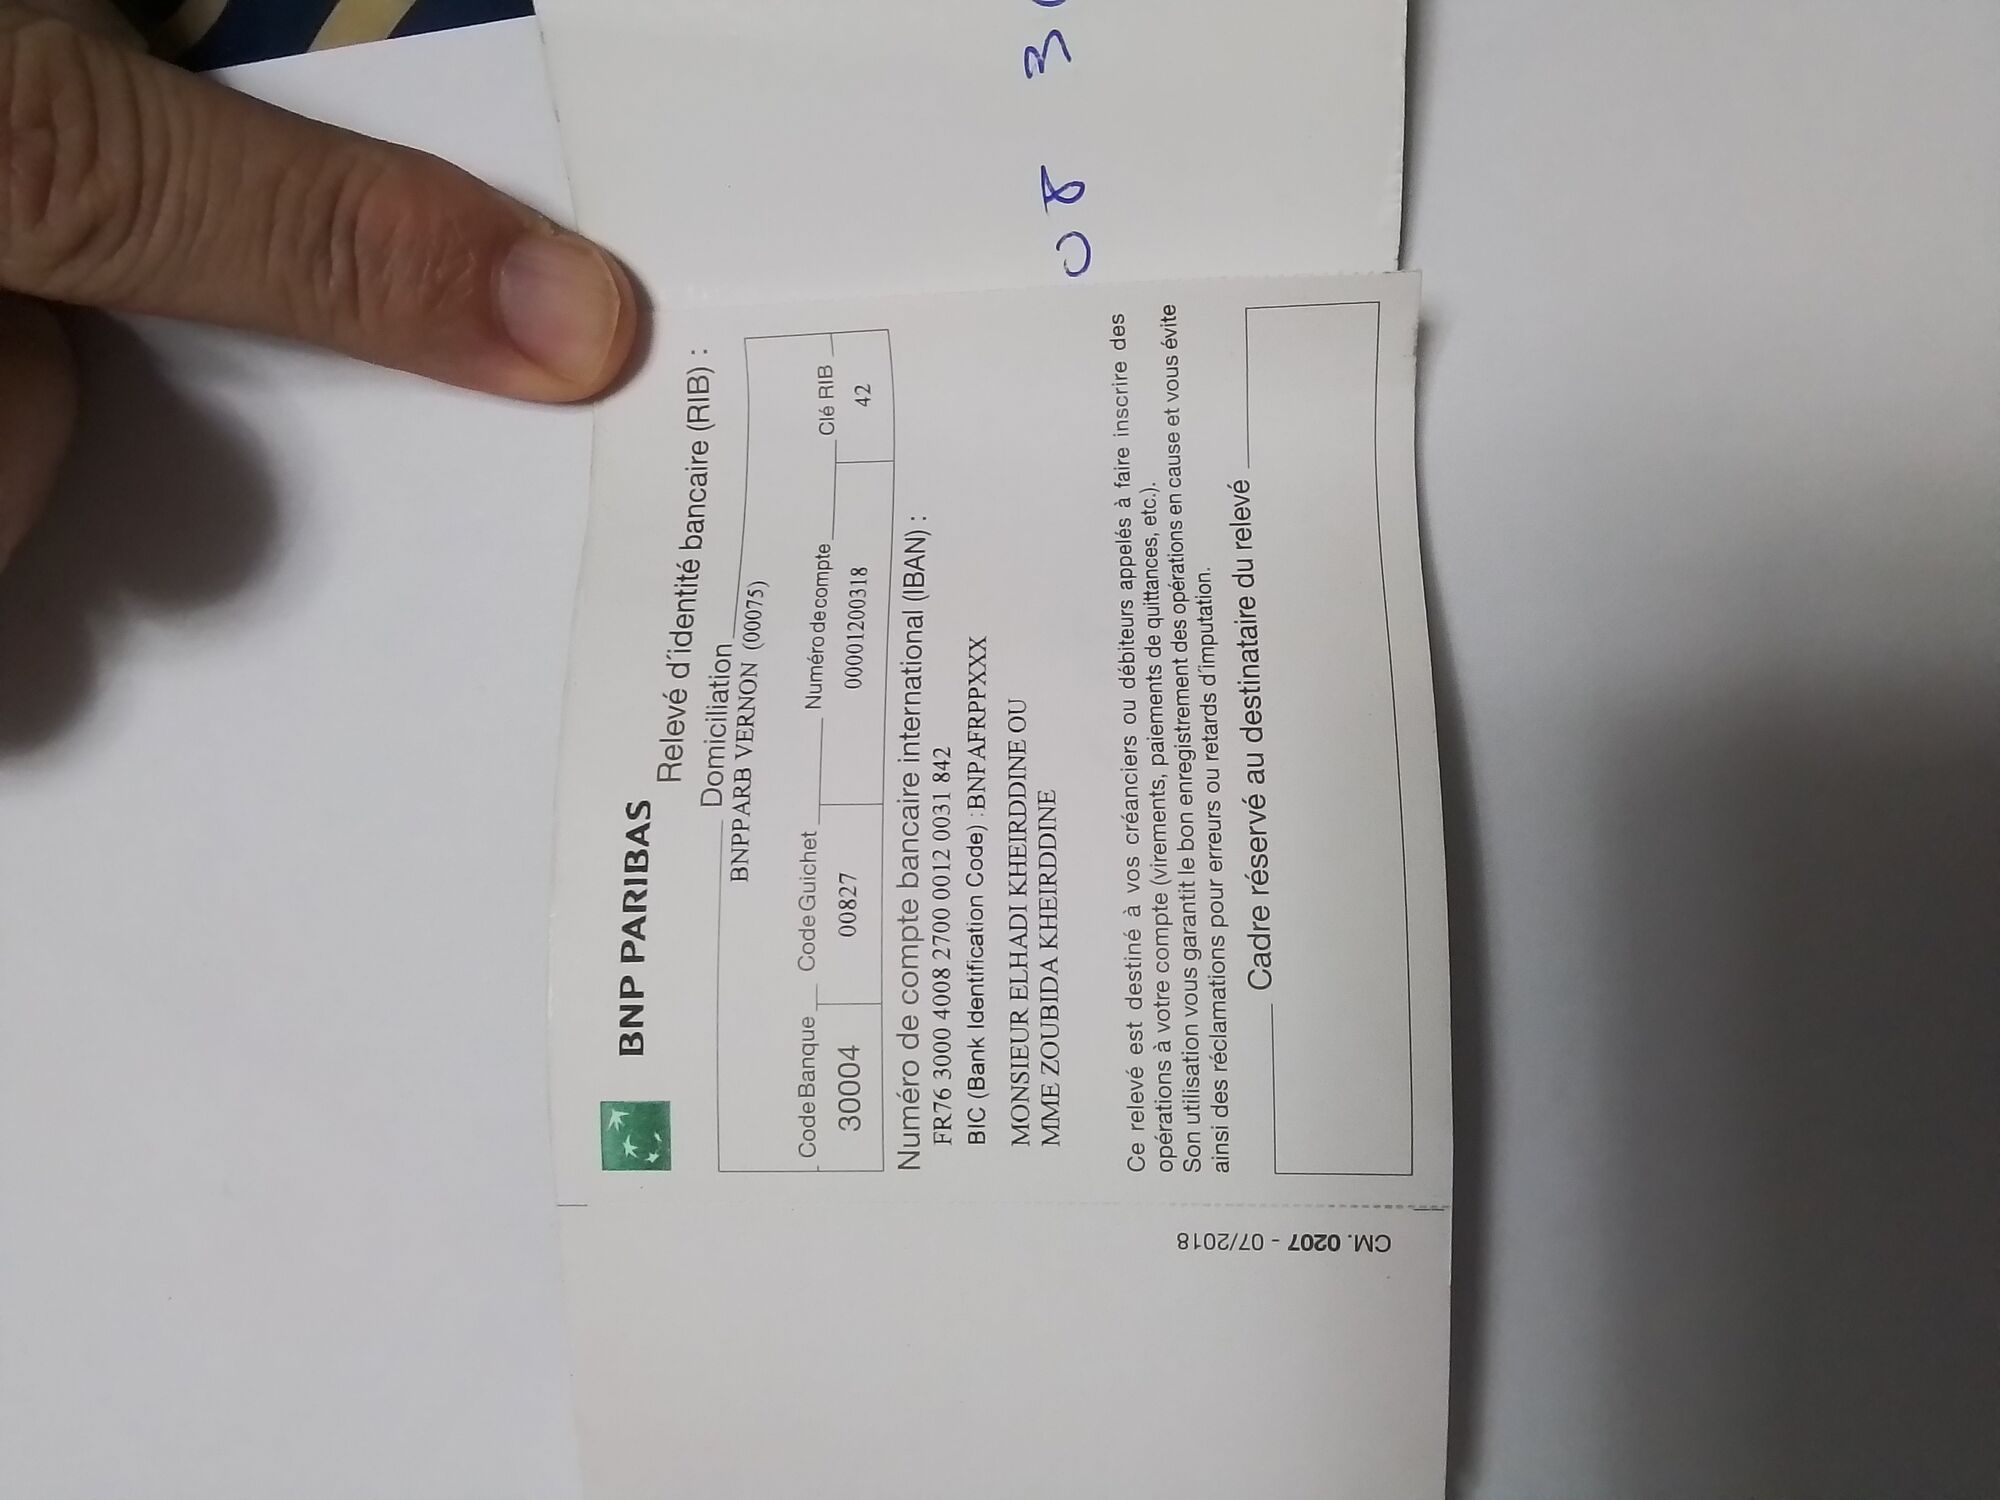 BNP PARIBAS
Relevé d'identité bancaire (RIB) :
Domiciliation
BNPPARB VERNON (00075)
Code Banque Code Guichet Numéro de compte Clé RIB
30004 00827 00001200318 42
Numéro de compte bancaire international (IBAN) :
FR76 3000 4008 2700 0012 0031 842
BIC (Bank Identification Code) :BNPAFRPPXXX
MONSIEUR ELHADI KHEIRDDINE OU
MME ZOUBIDA KHEIRDDINE
Ce relevé est destiné à vos créanciers ou débiteurs appelés à faire inscrire des
opérations à votre compte (virements, paiements de quittances, etc.).
Son utilisation vous garantit le bon enregistrement des opérations en cause et vous évite
ainsi des réclamations pour erreurs ou retards d'imputation.
Cadre réservé au destinataire du relevé
CM. 0207 - 07/2018
08 3